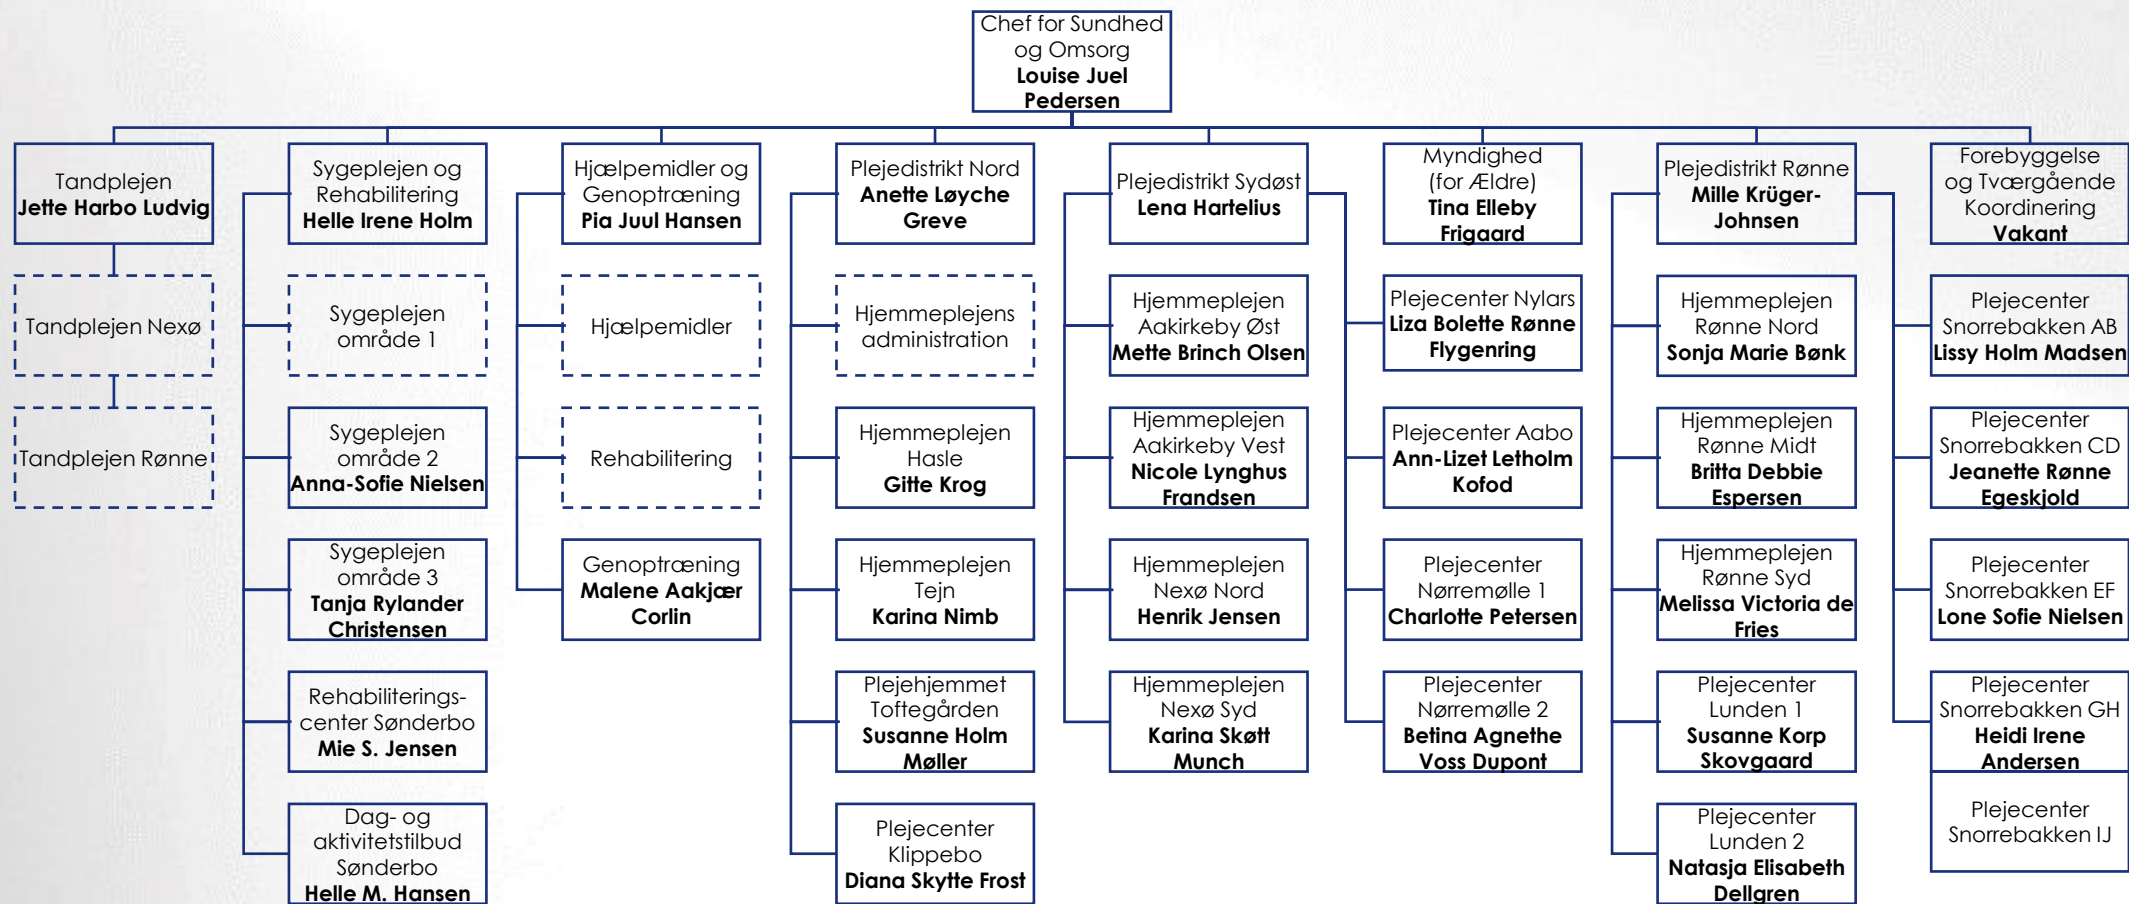 Chef for Sundhed
og Omsorg
Louise Juel
Pedersen
Tandplejen
Jette Harbo Ludvig
Sygeplejen og
Rehabilitering
Helle Irene Holm
Hjælpemidler og
Genoptræning
Pia Juul Hansen
Plejedistrikt Nord
Anette Løyche
Greve
Plejedistrikt Sydøst
Lena Hartelius
Myndighed
(for Ældre)
Tina Elleby
Frigaard
Plejedistrikt Rønne
Mille Krüger-
Johnsen
Forebyggelse
og Tværgående
Koordinering
Vakant
Tandplejen Nexø
Sygeplejen
område 1
Hjælpemidler
Hjemmeplejens
administration
Hjemmeplejen
Aakirkeby Øst
Mette Brinch Olsen
Plejecenter Nylars
Liza Bolette Rønne
Flygenring
Hjemmeplejen
Rønne Nord
Sonja Marie Bønk
Plejecenter
Snorrebakken AB
Lissy Holm Madsen
Tandplejen Rønne
Sygeplejen
område 2
Anna-Sofie Nielsen
Rehabilitering
Hjemmeplejen
Hasle
Gitte Krog
Hjemmeplejen
Aakirkeby Vest
Nicole Lynghus
Frandsen
Plejecenter Aabo
Ann-Lizet Letholm
Kofod
Hjemmeplejen
Rønne Midt
Britta Debbie
Espersen
Plejecenter
Snorrebakken CD
Jeanette Rønne
Egeskjold
Sygeplejen
område 3
Tanja Rylander
Christensen
Genoptræning
Malene Aakjær
Corlin
Hjemmeplejen
Tejn
Karina Nimb
Hjemmeplejen
Nexø Nord
Henrik Jensen
Plejecenter
Nørremølle 1
Charlotte Petersen
Hjemmeplejen
Rønne Syd
Melissa Victoria de
Fries
Plejecenter
Snorrebakken EF
Lone Sofie Nielsen
Rehabiliterings-
center Sønderbo
Mie S. Jensen
Plejehjemmet
Toftegården
Susanne Holm
Møller
Hjemmeplejen
Nexø Syd
Karina Skøtt
Munch
Plejecenter
Nørremølle 2
Betina Agnethe
Voss Dupont
Plejecenter
Lunden 1
Susanne Korp
Skovgaard
Plejecenter
Snorrebakken GH
Heidi Irene
Andersen
Dag- og
aktivitetstilbud
Sønderbo
Helle M. Hansen
Plejecenter
Klippebo
Diana Skytte Frost
Plejecenter
Lunden 2
Natasja Elisabeth
Dellgren
Plejecenter
Snorrebakken IJ